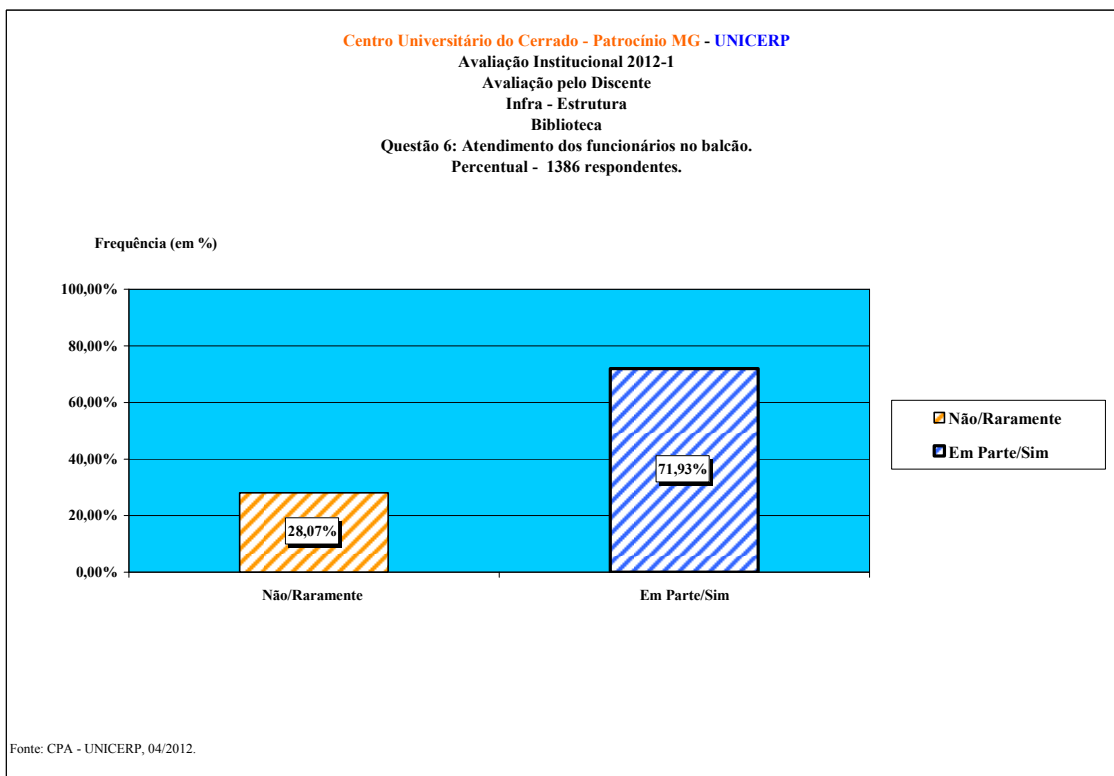 Centro Universitário do Cerrado - Patrocínio MG - UNICERP
Avaliação Institucional 2012-1
Avaliação pelo Discente
Infra - Estrutura
Biblioteca
Questão 6: Atendimento dos funcionários no balcão.
Percentual - 1386 respondentes.
Frequência (em %)
100,00%
80,00%
60,00%
40,00%
20,00%
0,00%
28,07%
71,93%
Não/Raramente
Em Parte/Sim
Não/Raramente
Em Parte/Sim
Fonte: CPA - UNICERP, 04/2012.